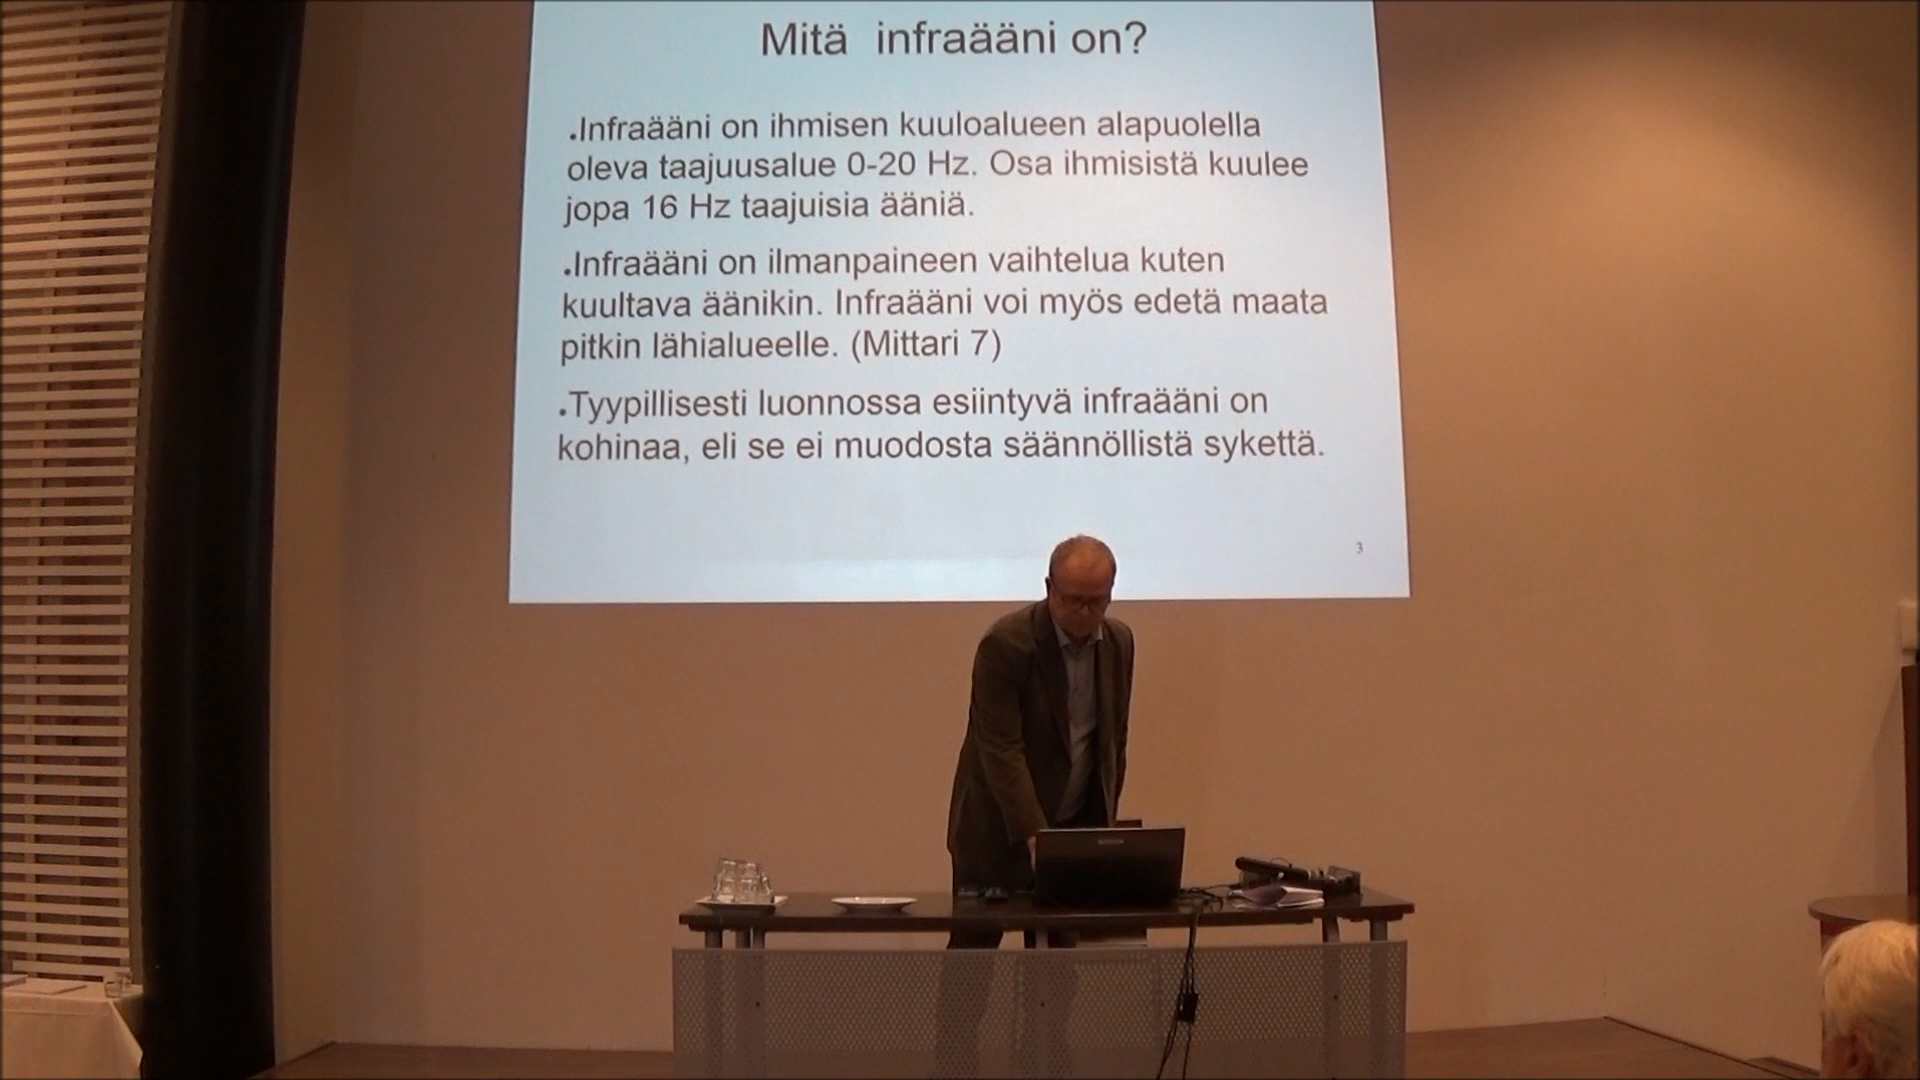 Mitä infraääni on?
•Infraääni on ihmisen kuuloalueen alapuolella
oleva taajuusalue 0-20 Hz. Osa ihmisistä kuulee
jopa 16 Hz taajuisia ääniä.
•Infraääni on ilmanpaineen vaihtelua kuten
kuultava äänikin. Infraääni voi myös edetä maata
pitkin lähialueelle. (Mittari 7)
•Tyypillisesti luonnossa esiintyvä infraääni on
kohinaa, eli se ei muodosta säännöllistä sykettä.
3